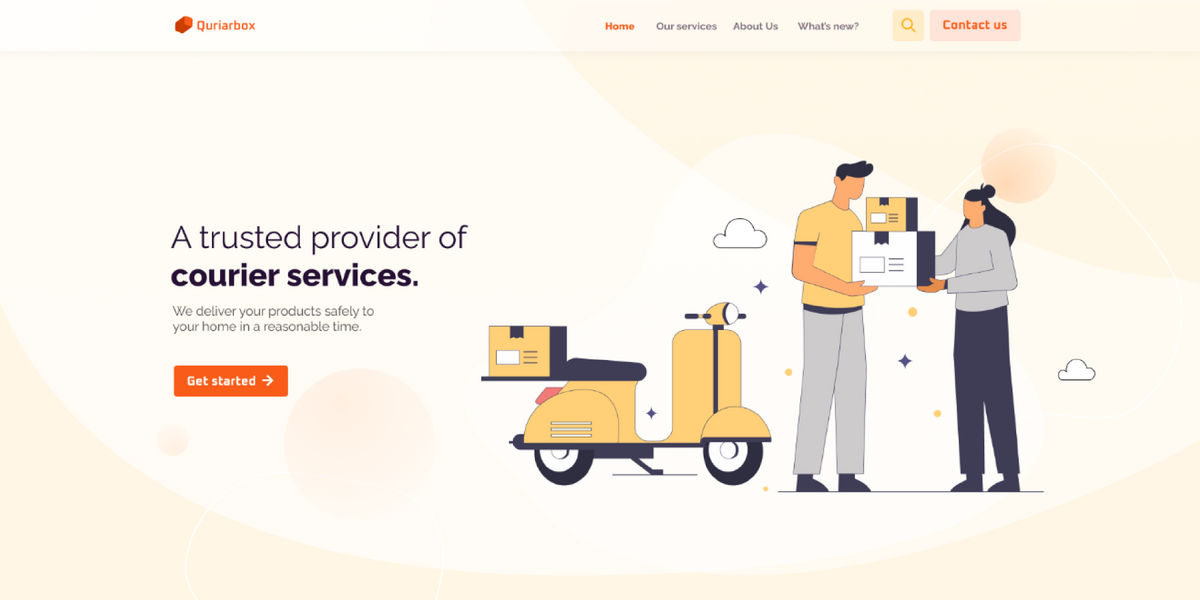 Quriarbox
Home
Our services
About Us
What's new?
Contact us
A trusted provider of
courier services.
We deliver your products safely to
your home in a reasonable time.
Get started →